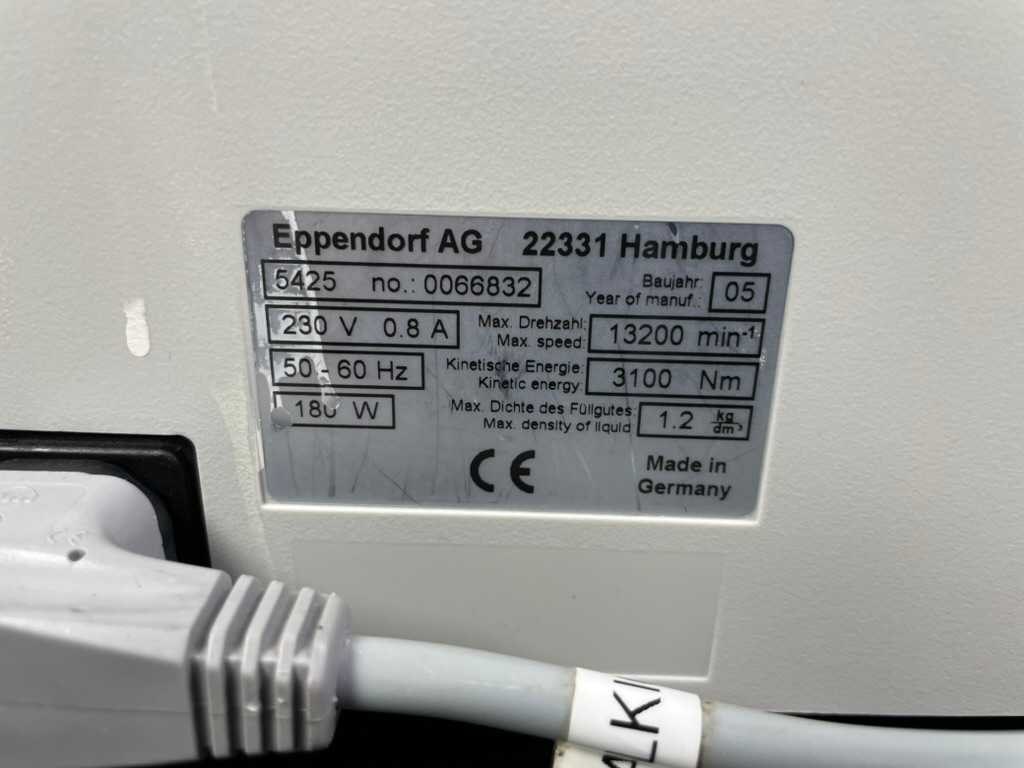 Eppendorf AG 22331 Hamburg
5425 no.: 0066832
Baujahr:
Year of manuf.: 05
230 V 0.8 A
Max. Drehzahl:
Max. speed: 13200 min-1
50 - 60 Hz
Kinetische Energie:
Kinetic energy: 3100 Nm
180 W
Max. Dichte des Füllgutes:
Max. density of liquid 1.2 kg/dm³
CE
Made in
Germany